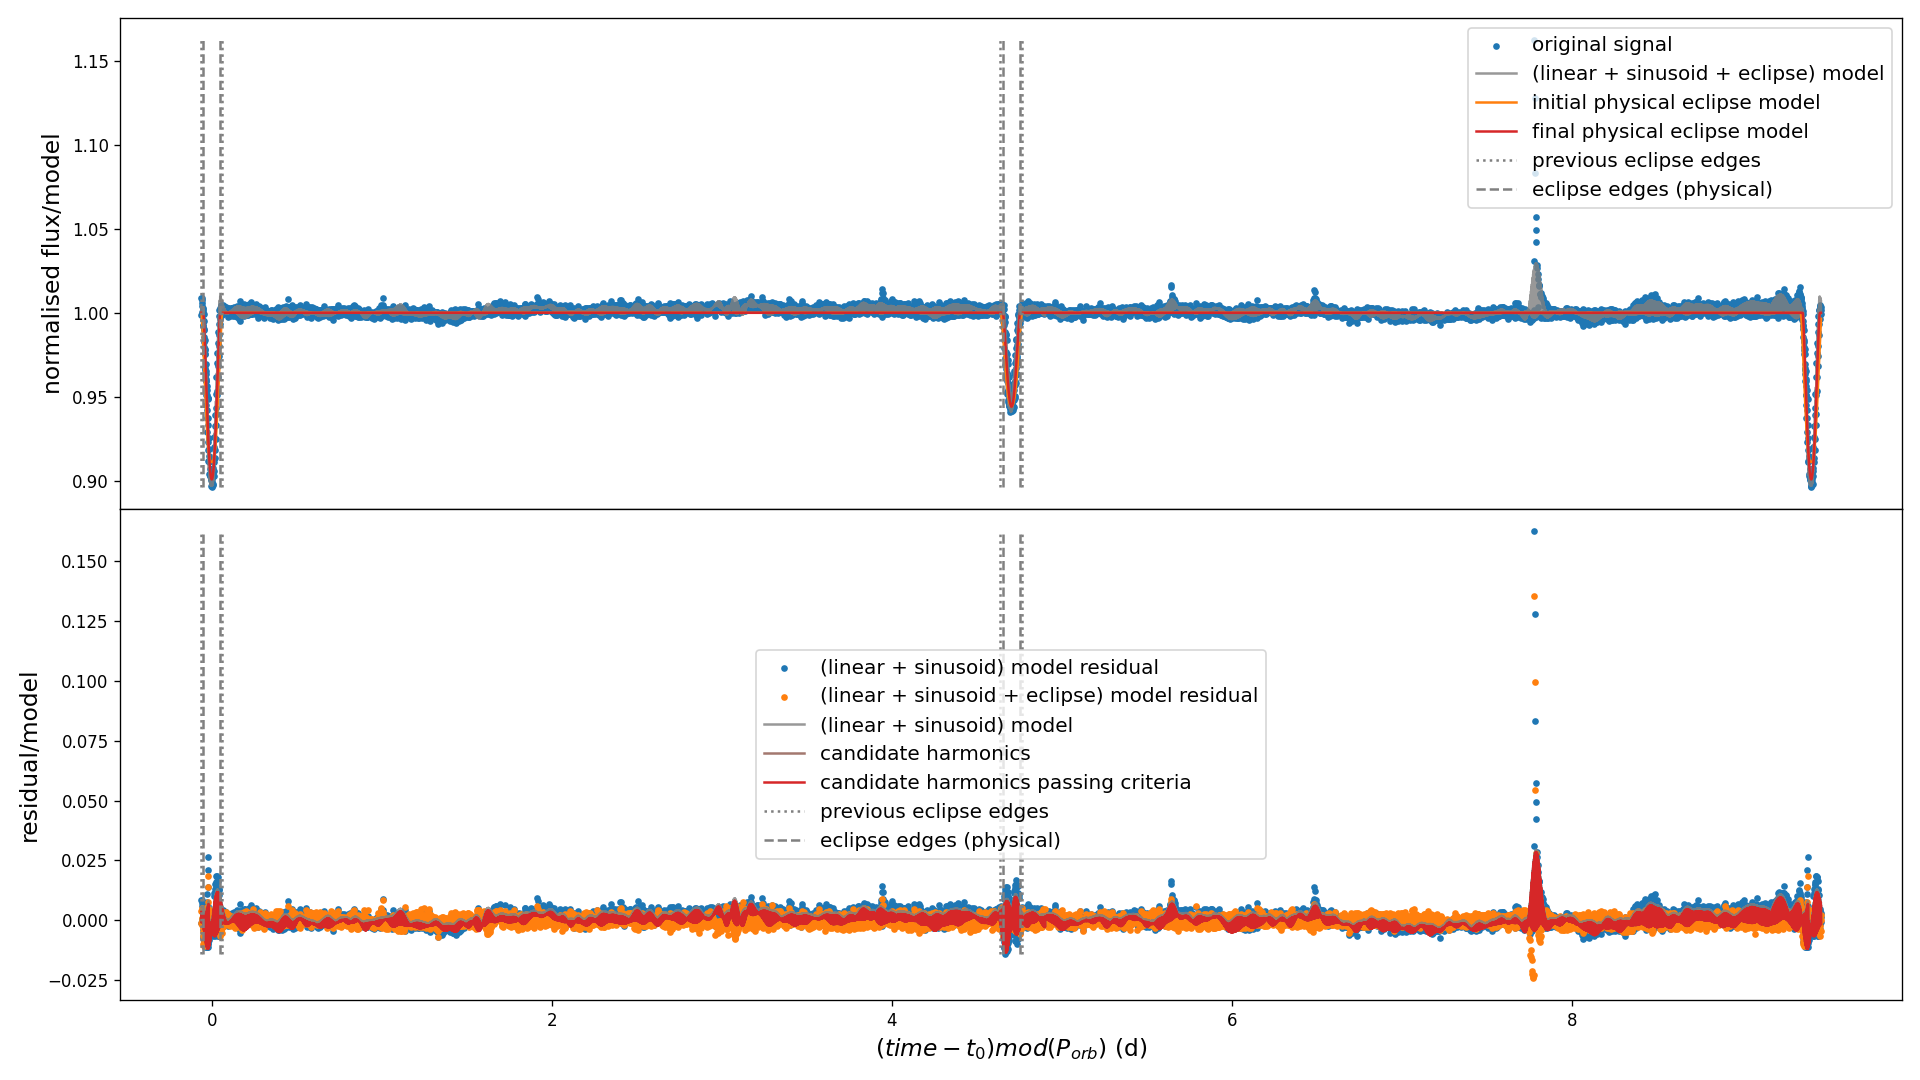 normalised flux/model
1.15
1.10
1.05
1.00
0.95
0.90
original signal
(linear + sinusoid + eclipse) model
initial physical eclipse model
final physical eclipse model
previous eclipse edges
eclipse edges (physical)
residual/model
0.150
0.125
0.100
0.075
0.050
0.025
0.000
−0.025
(linear + sinusoid) model residual
(linear + sinusoid + eclipse) model residual
(linear + sinusoid) model
candidate harmonics
candidate harmonics passing criteria
previous eclipse edges
eclipse edges (physical)
0 2 4 6 8
(time − t₀)mod(P_orb) (d)